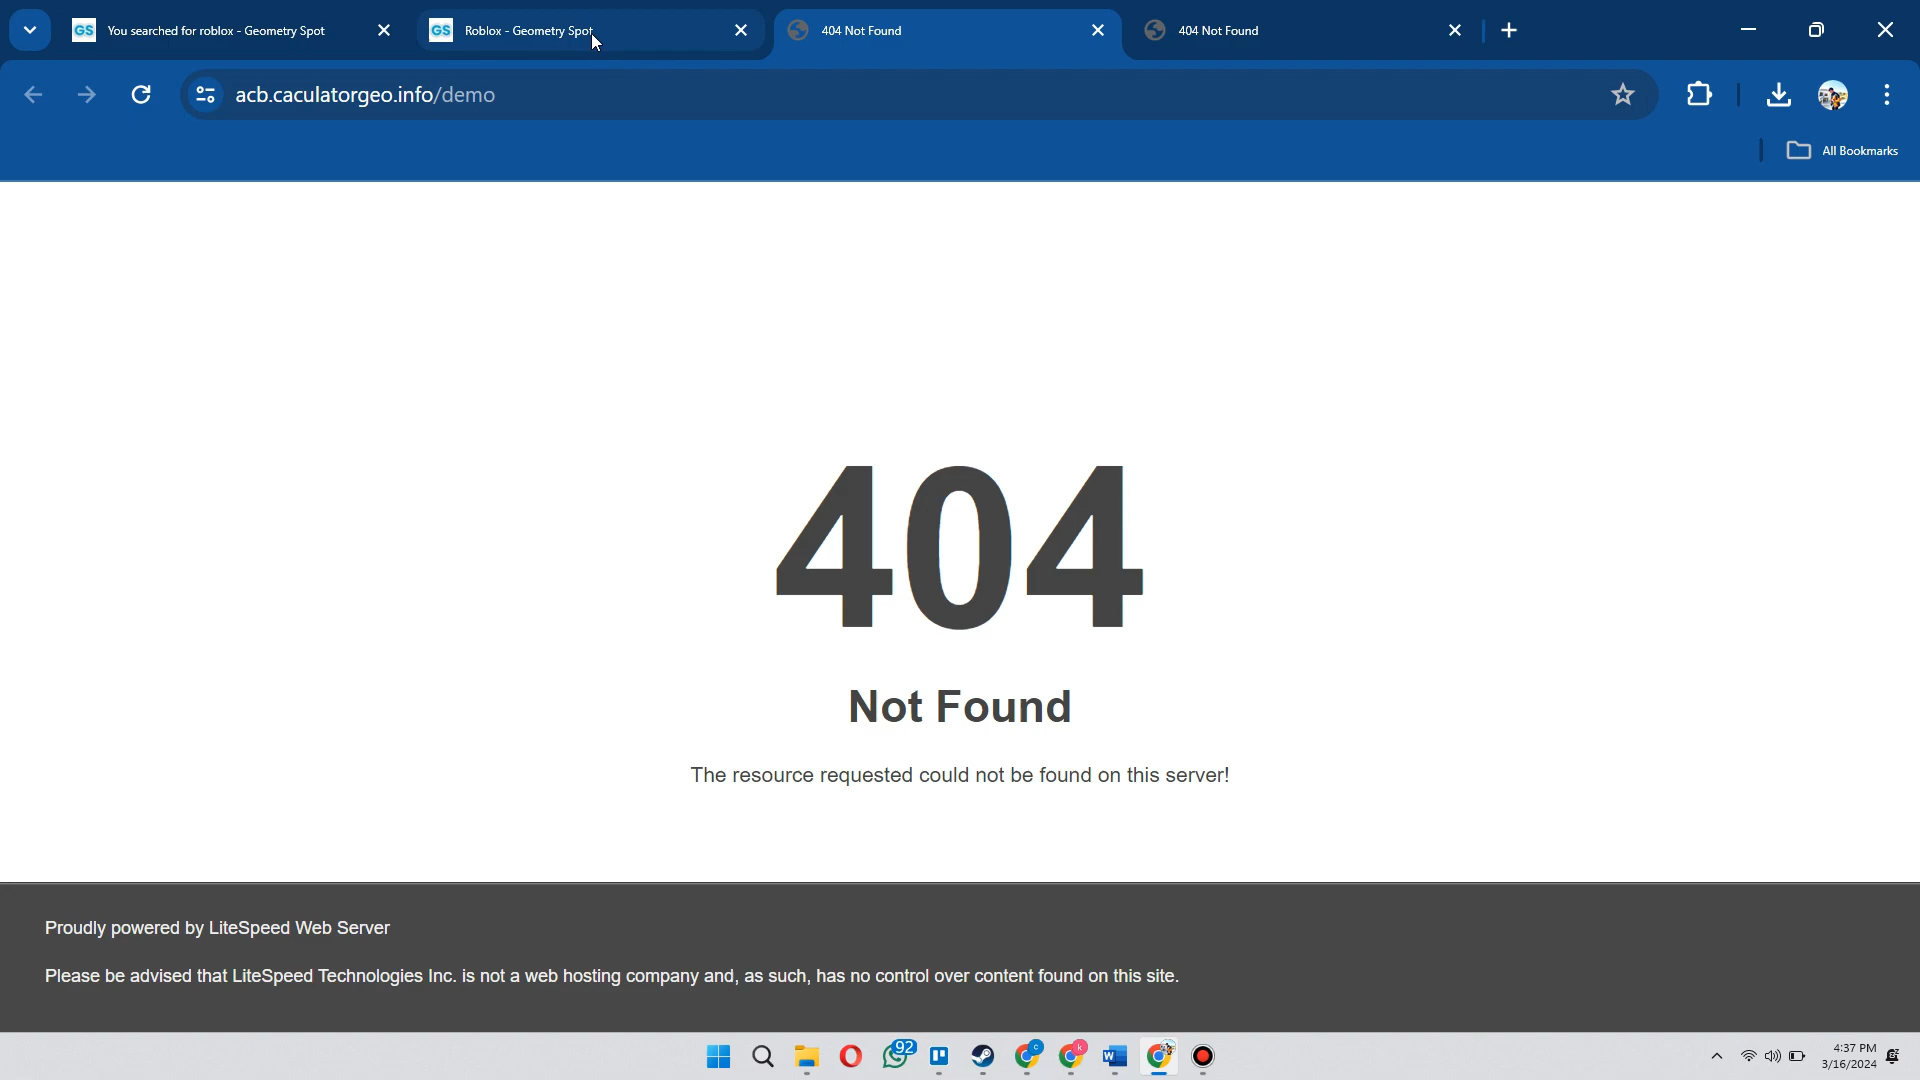 GS You searched for roblox - Geometry Spot
GS Roblox - Geometry Spot
404 Not Found
404 Not Found
acb.caculatorgeo.info/demo
All Bookmarks
404
Not Found
The resource requested could not be found on this server!
Proudly powered by LiteSpeed Web Server
Please be advised that LiteSpeed Technologies Inc. is not a web hosting company and, as such, has no control over content found on this site.
92
c
k
W
4:37 PM
3/16/2024